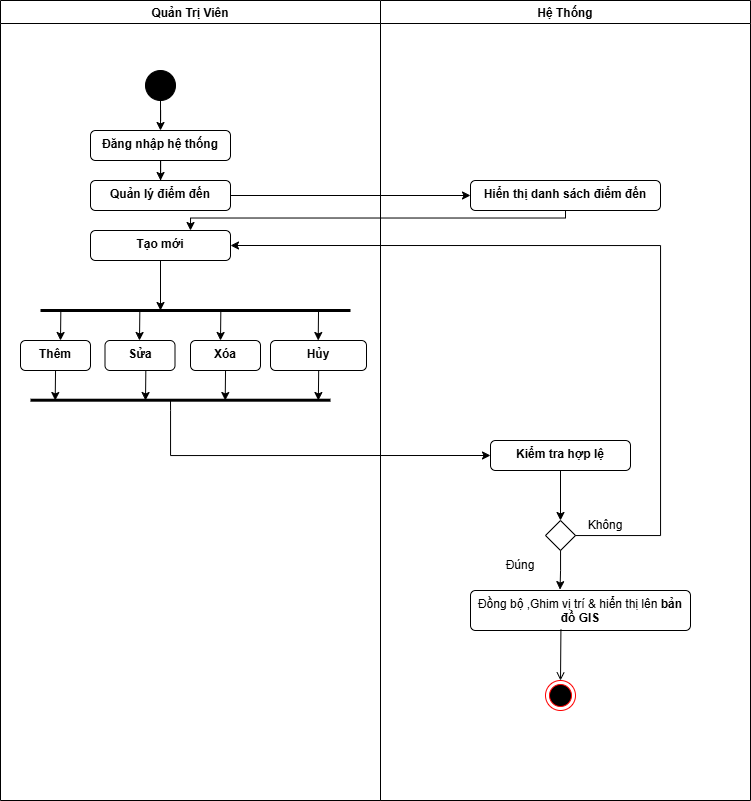 Quản Trị Viên
Hệ Thống
Đăng nhập hệ thống
Quản lý điểm đến
Hiển thị danh sách điểm đến
Tạo mới
Thêm
Sửa
Xóa
Hủy
Kiểm tra hợp lệ
Không
Đúng
Đồng bộ ,Ghim vị trí & hiển thị lên bản
đồ GIS